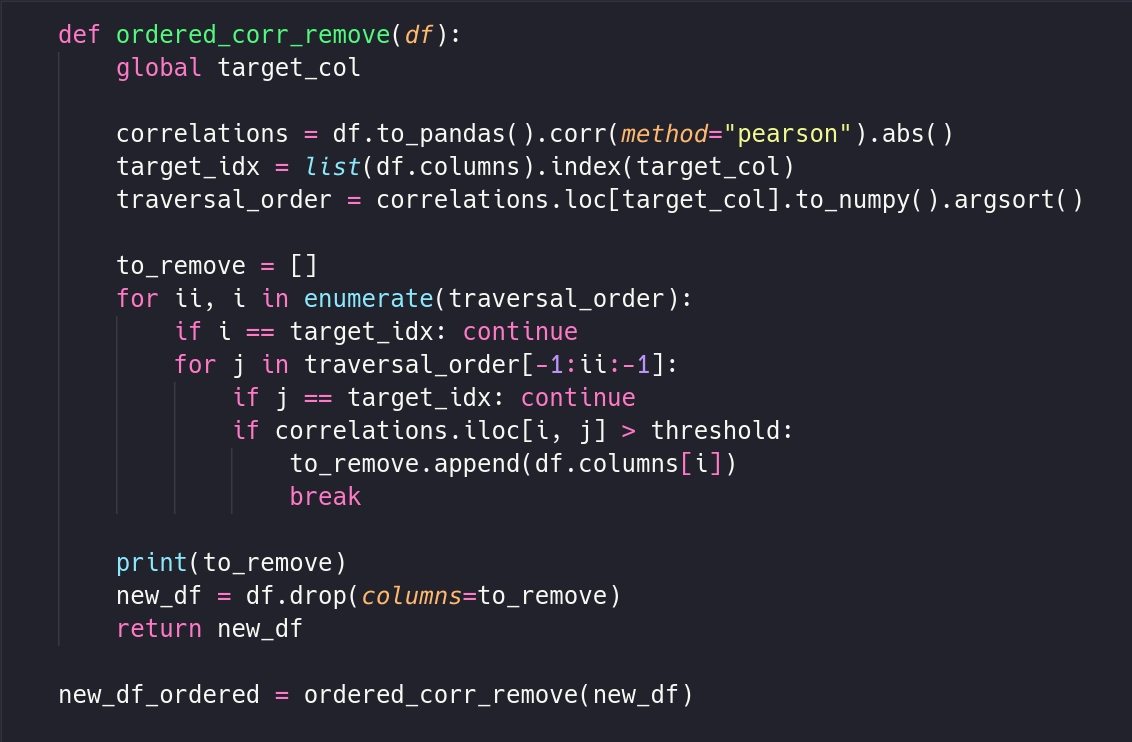 def ordered_corr_remove(df):
    global target_col

    correlations = df.to_pandas().corr(method="pearson").abs()
    target_idx = list(df.columns).index(target_col)
    traversal_order = correlations.loc[target_col].to_numpy().argsort()

    to_remove = []
    for ii, i in enumerate(traversal_order):
        if i == target_idx: continue
        for j in traversal_order[-1:ii:-1]:
            if j == target_idx: continue
            if correlations.iloc[i, j] > threshold:
                to_remove.append(df.columns[i])
                break

    print(to_remove)
    new_df = df.drop(columns=to_remove)
    return new_df

new_df_ordered = ordered_corr_remove(new_df)